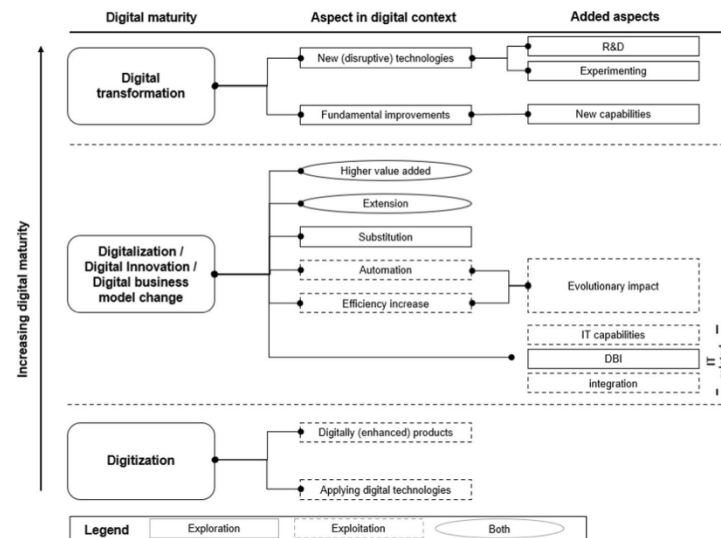 Digital maturity
Aspect in digital context
Added aspects
Digital
transformation
New (disruptive) technologies
R&D
Experimenting
Fundamental improvements
New capabilities
Increasing digital maturity
Digitalization /
Digital Innovation /
Digital business
model change
Higher value added
Extension
Substitution
Automation
Efficiency increase
Evolutionary impact
IT capabilities
DBI
integration
IT
Digitization
Digitally (enhanced) products
Applying digital technologies
Legend
Exploration
Exploitation
Both